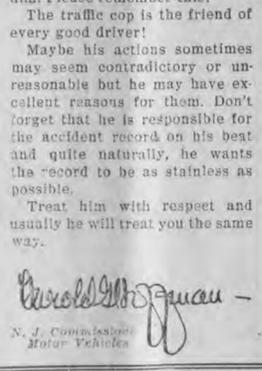 The traffic cop is the friend of
every good driver!
Maybe his actions sometimes
may seem contradictory or un-
reasonable but he may have ex-
cellent reasons for them. Don't
forget that he is responsible for
the accident record on his beat
and quite naturally, he wants
the record to be as stainless as
possible.
Treat him with respect and
usually he will treat you the same
way.
Harold G. Hoffman
N. J. Commissioner
Motor Vehicles